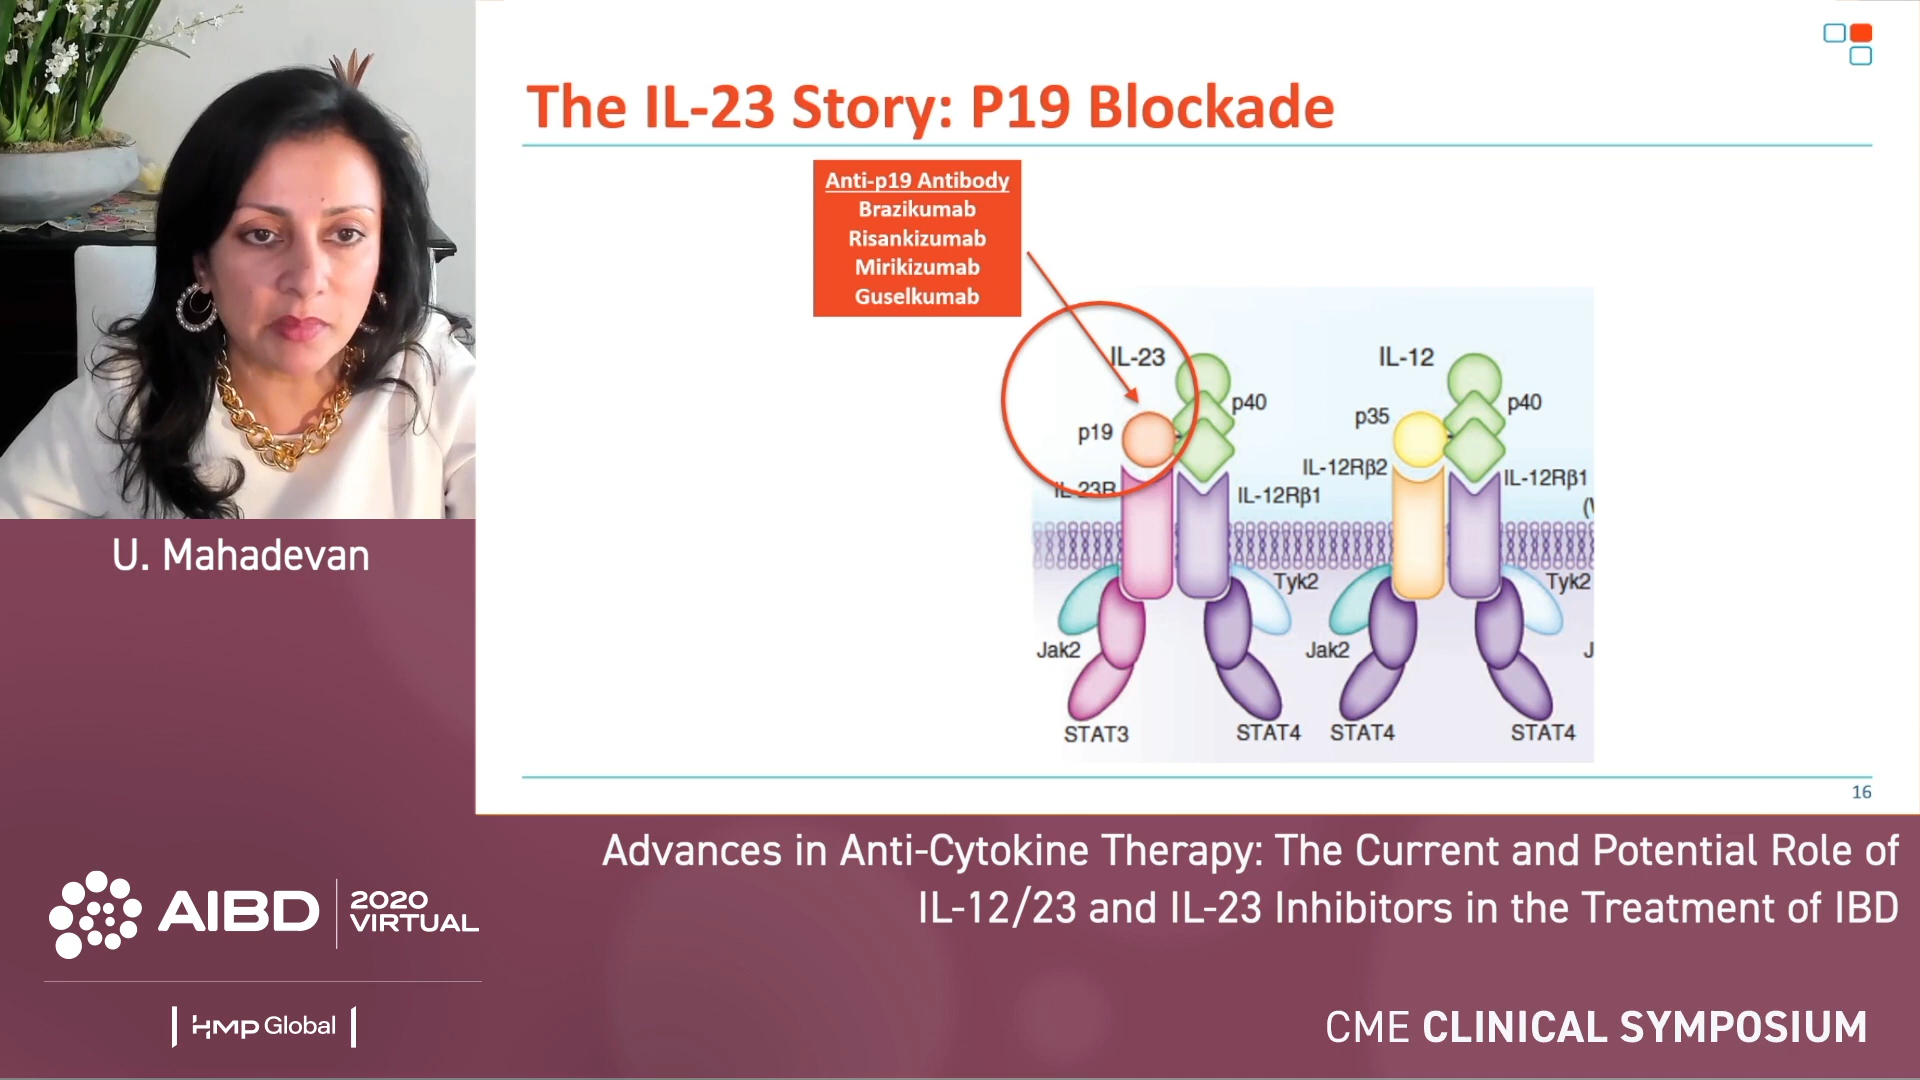 The IL-23 Story: P19 Blockade
Anti-p19 Antibody
Brazikumab
Risankizumab
Mirikizumab
Guselkumab
IL-23
p40
p19
IL-23R
IL-12Rβ1
Tyk2
Jak2
STAT3
STAT4
IL-12
p40
p35
IL-12Rβ2
IL-12Rβ1
(
Tyk2
Jak2
J
STAT4
STAT4
16
U. Mahadevan
Advances in Anti-Cytokine Therapy: The Current and Potential Role of
IL-12/23 and IL-23 Inhibitors in the Treatment of IBD
AIBD
2020
VIRTUAL
HMP Global
CME CLINICAL SYMPOSIUM